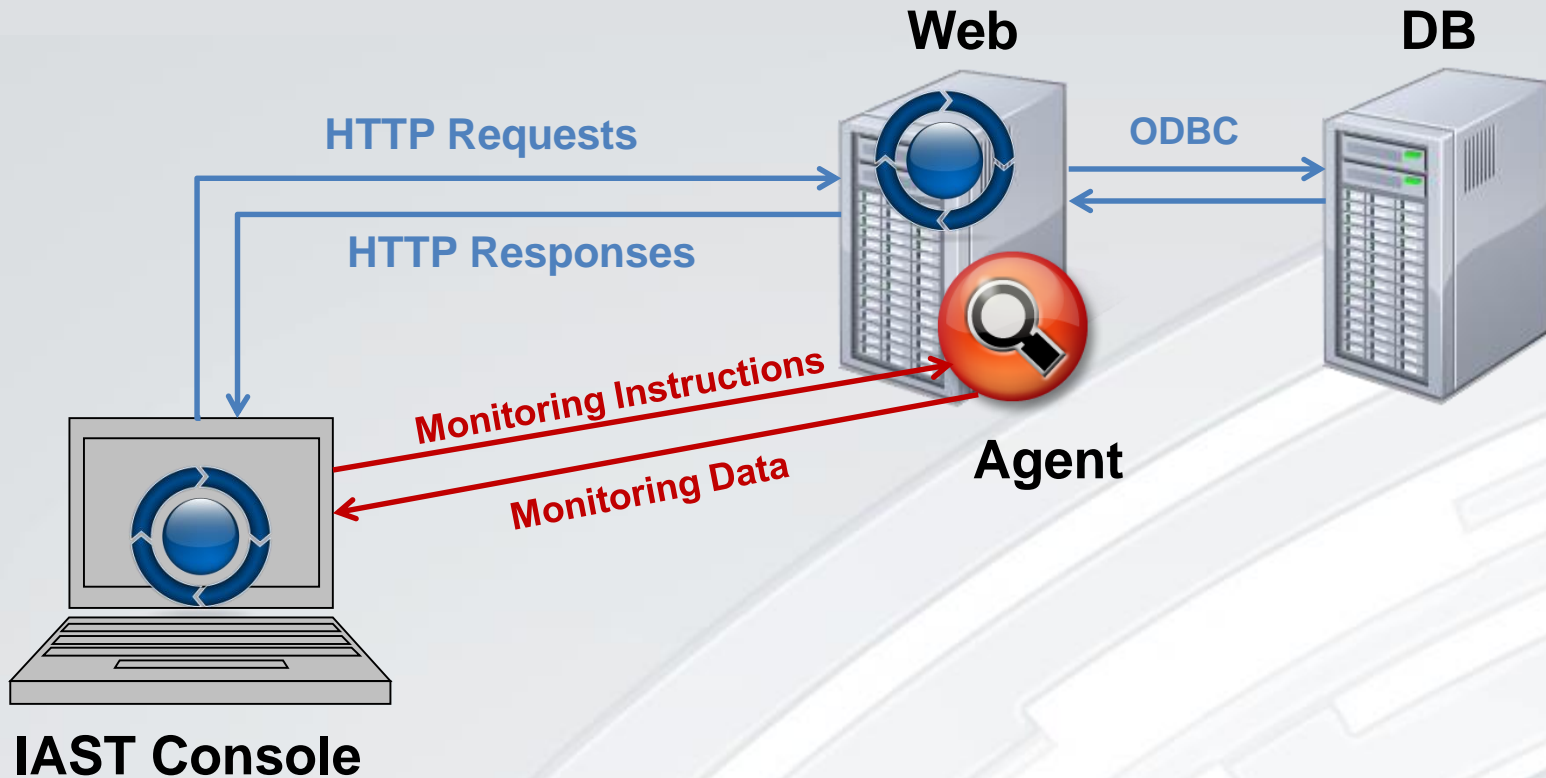 Web
DB
HTTP Requests
ODBC
HTTP Responses
Monitoring Instructions
Monitoring Data
Agent
IAST Console